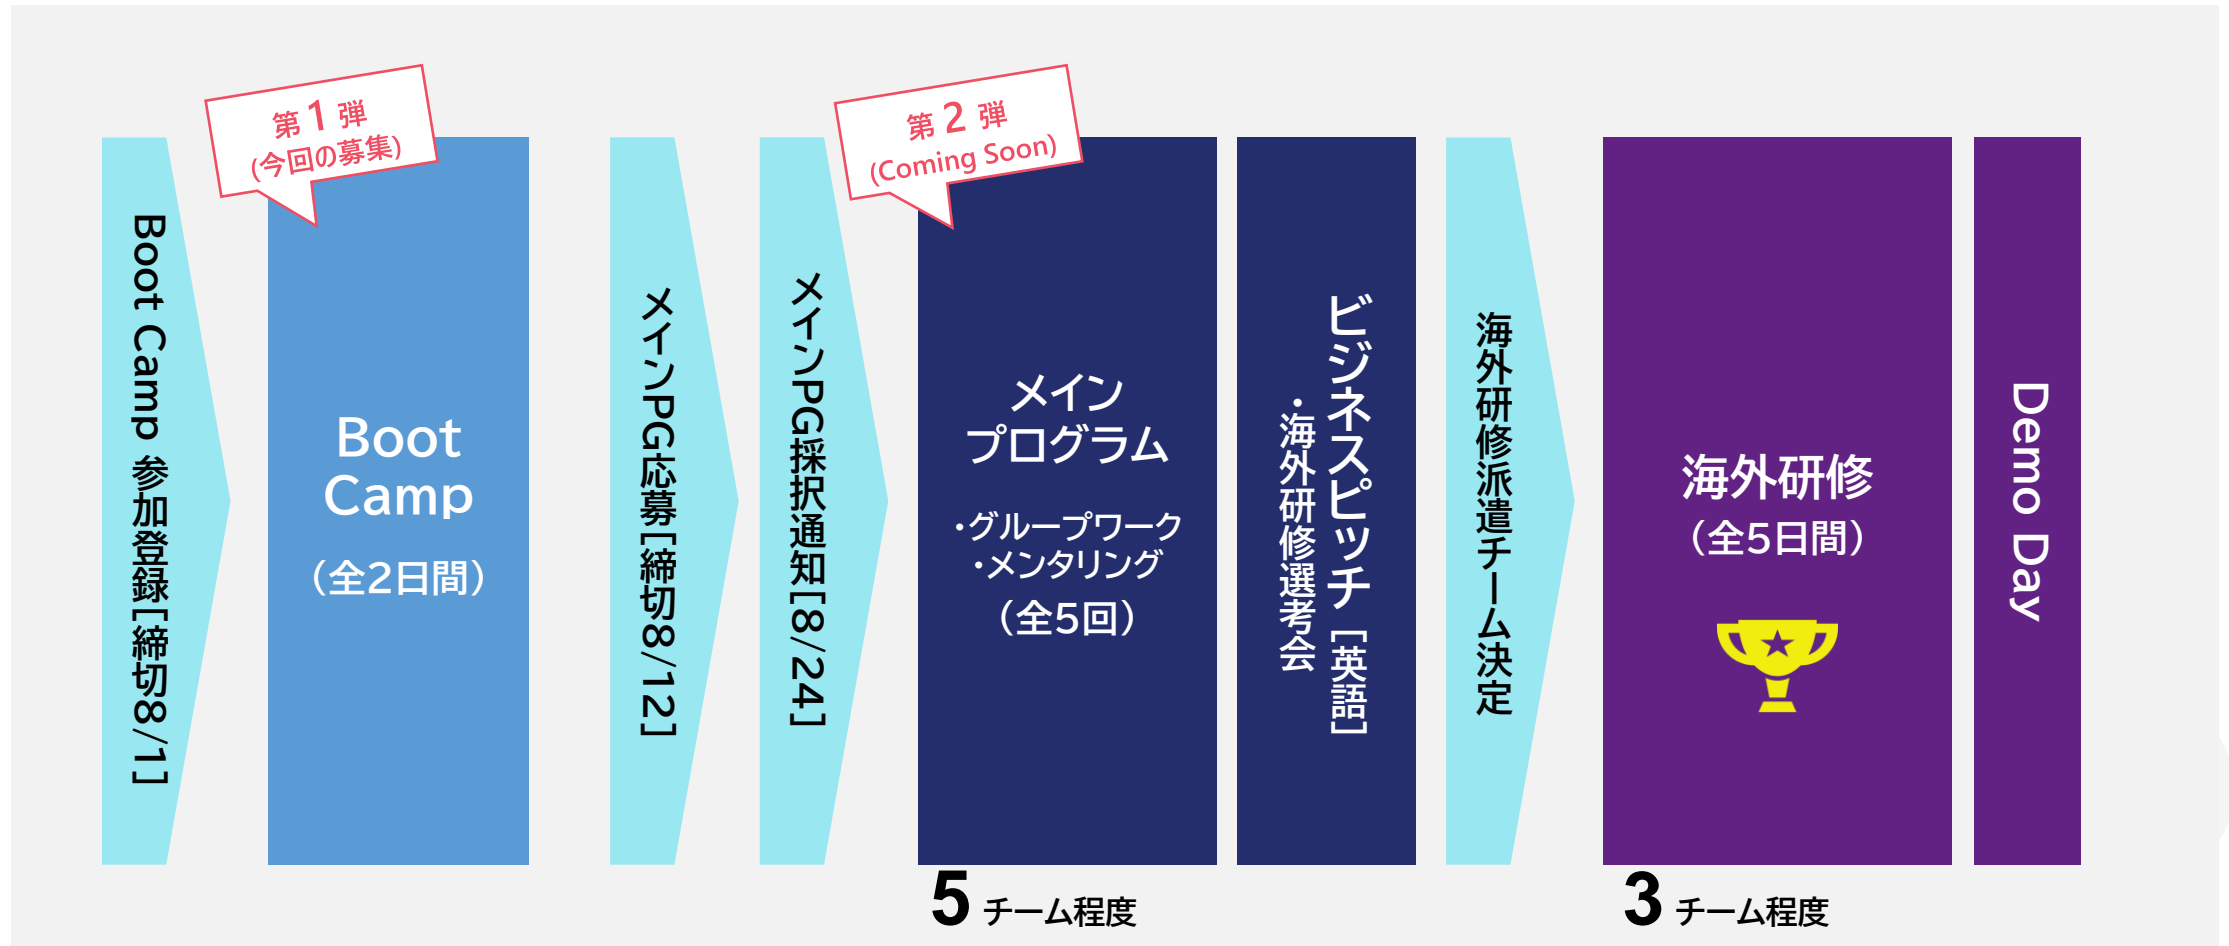 Boot Camp 参加登録[締切8/1]
第1弾
(今回の募集)
Boot
Camp
（全2日間）
メインPG応募[締切8/12]
メインPG採択通知[8/24]
第2弾
(Coming Soon)
メイン
プログラム
・グループワーク
・メンタリング
（全5回）
5 チーム程度
ビジネスピッチ［英語］
・海外研修選考会
海外研修派遣チーム決定
海外研修
（全5日間）
3 チーム程度
Demo Day